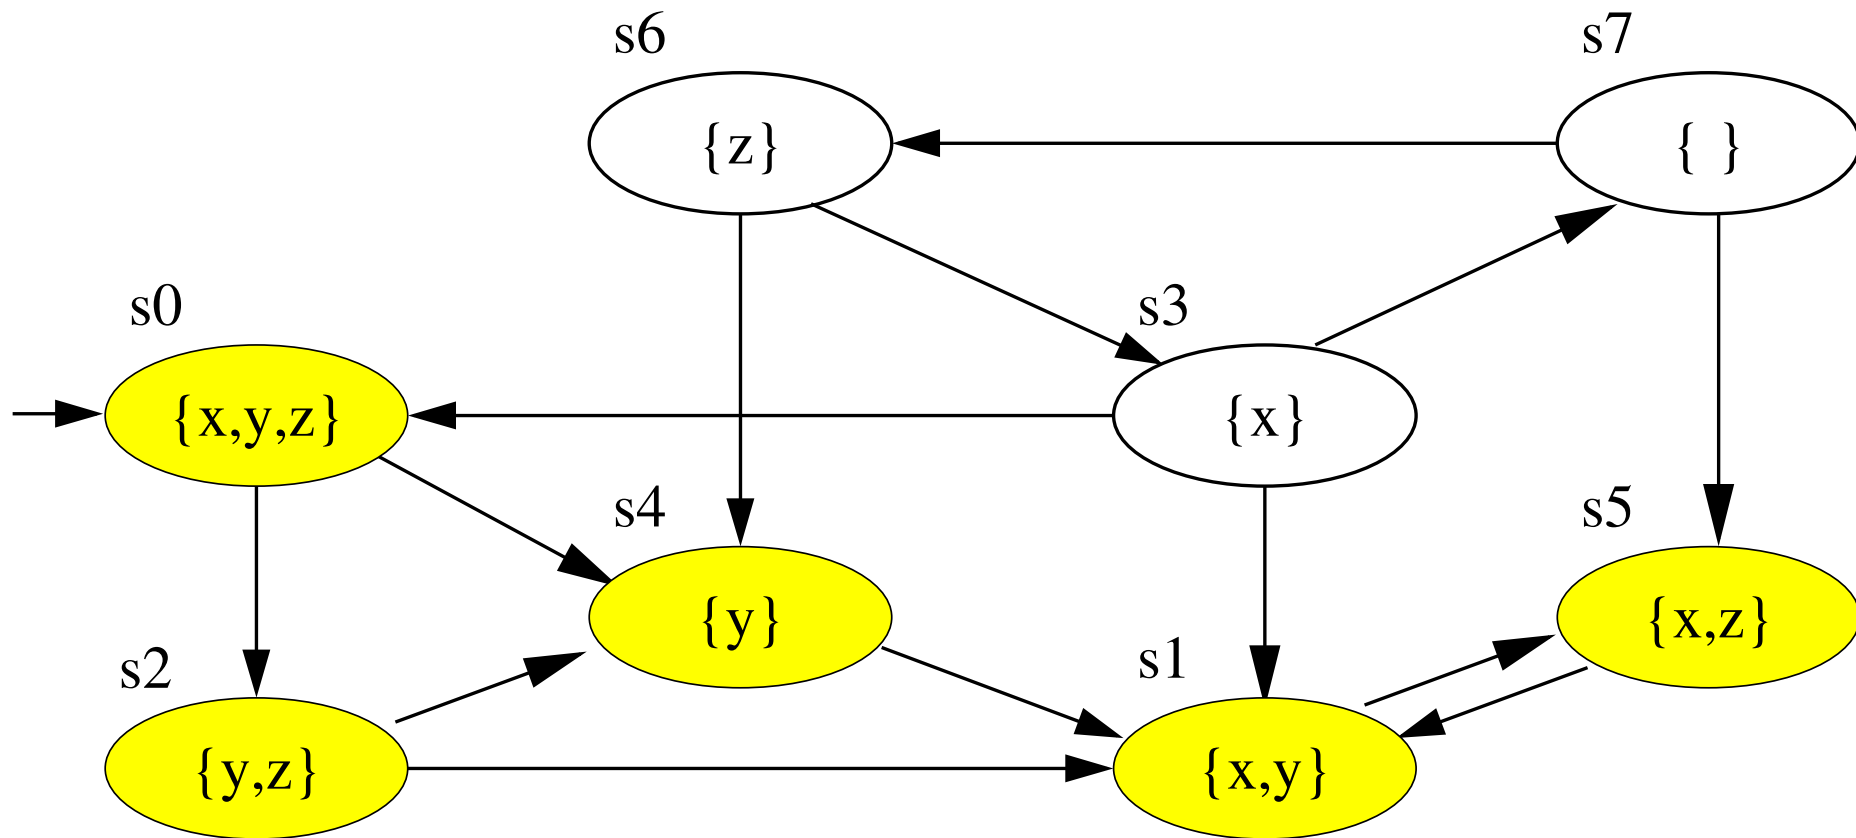 s6
s7
{z}
{ }
s0
s3
{x,y,z}
{x}
s4
s5
{y}
{x,z}
s2
s1
{y,z}
{x,y}